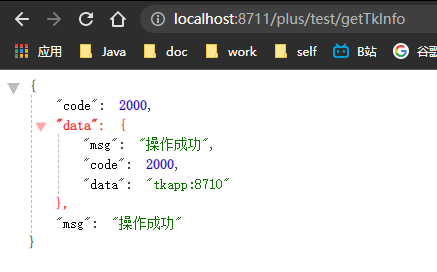 localhost:8711/plus/test/getTkInfo
应用 Java doc work self B站 谷歌
{
"code": 2000,
"data": {
"msg": "操作成功",
"code": 2000,
"data": "tkapp:8710"
},
"msg": "操作成功"
}